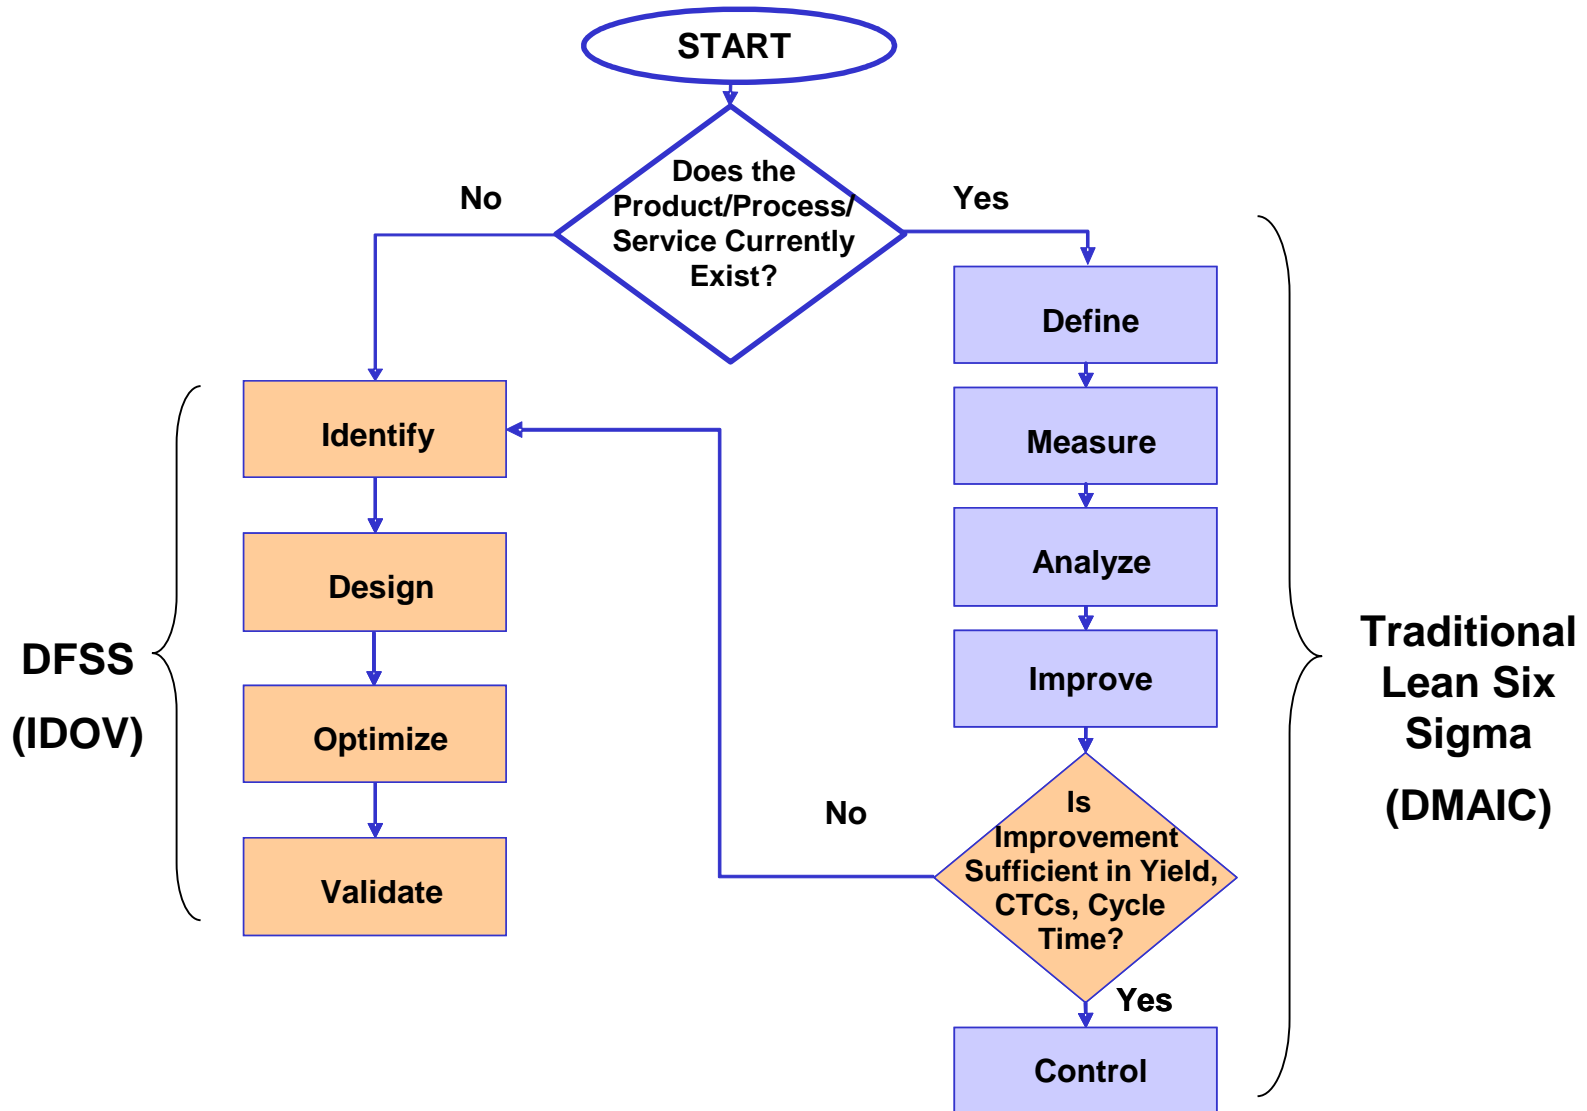 START
Does the
Product/Process/
Service Currently
Exist?
No
Yes
Define
Measure
Analyze
Improve
Is
Improvement
Sufficient in Yield,
CTCs, Cycle
Time?
No
Yes
Control
Identify
Design
Optimize
Validate
DFSS
(IDOV)
Traditional
Lean Six
Sigma
(DMAIC)